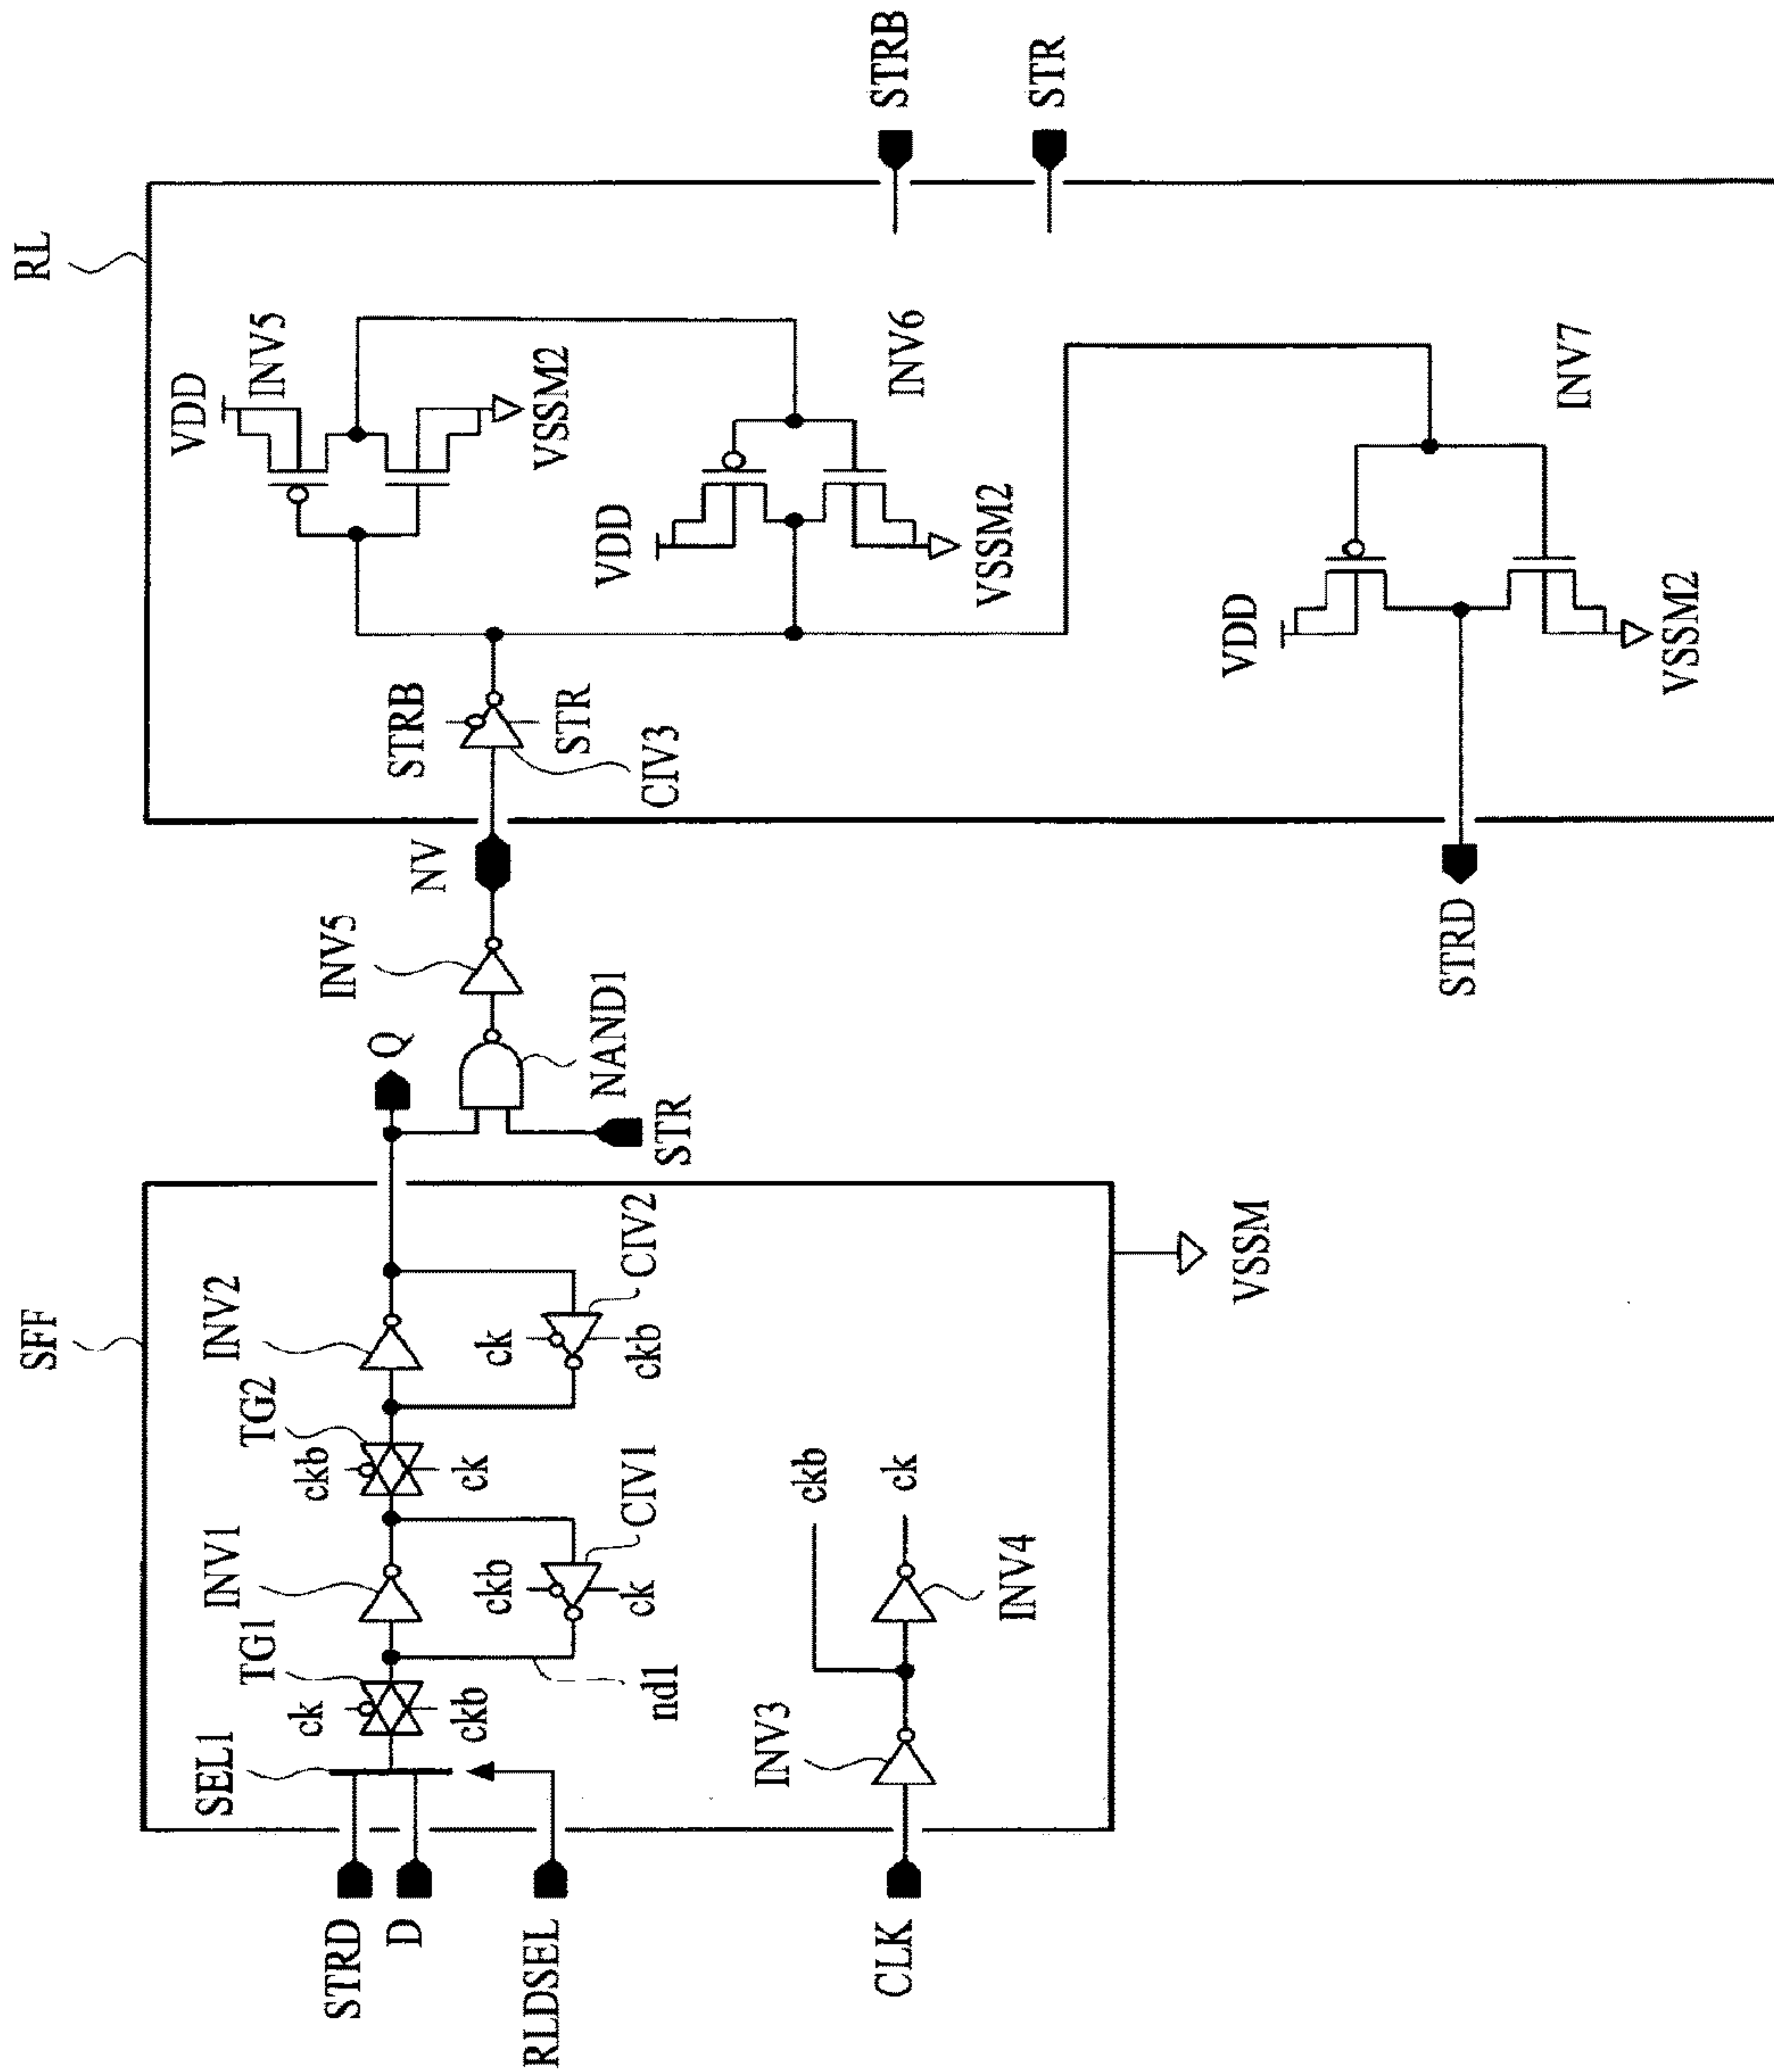 SFF
SEL1
TG1
INV1
TG2
INV2
Q
STRD
D
ck
ckb
ckb
ck
ckb
ck
ck
ckb
nd1
CIV1
CIV2
RLDSEL
CLK
INV3
INV4
ckb
ck
VSSM
STR
NAND1
INV5
NV
RL
STRB
STR
CIV3
VDD
INV5
VSSM2
VDD
INV6
VSSM2
VDD
INV7
VSSM2
STRD
STRB
STR